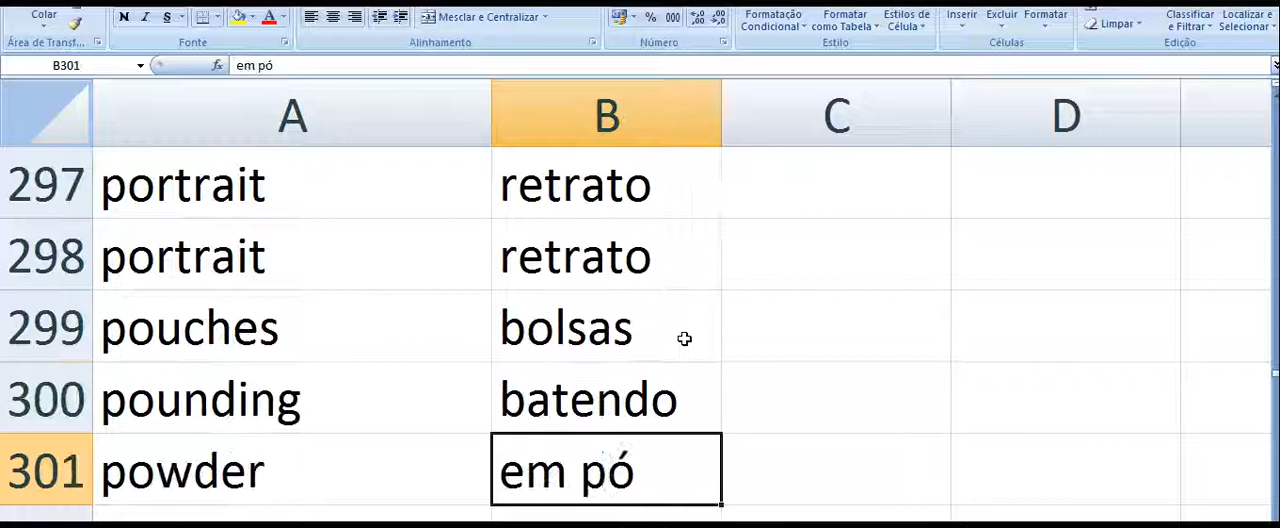 Colar
N I S A
Mesclar e Centralizar
% 000
Formatação Condicional
Formatar como Tabela
Estilos de Célula
Inserir Excluir Formatar
Limpar
Classificar e Filtrar
Localizar e Selecionar
Área de Transf... Fonte Alinhamento Número Estilo Células Edição
B301 fx em pó
A B C D
297 portrait retrato
298 portrait retrato
299 pouches bolsas
300 pounding batendo
301 powder em pó